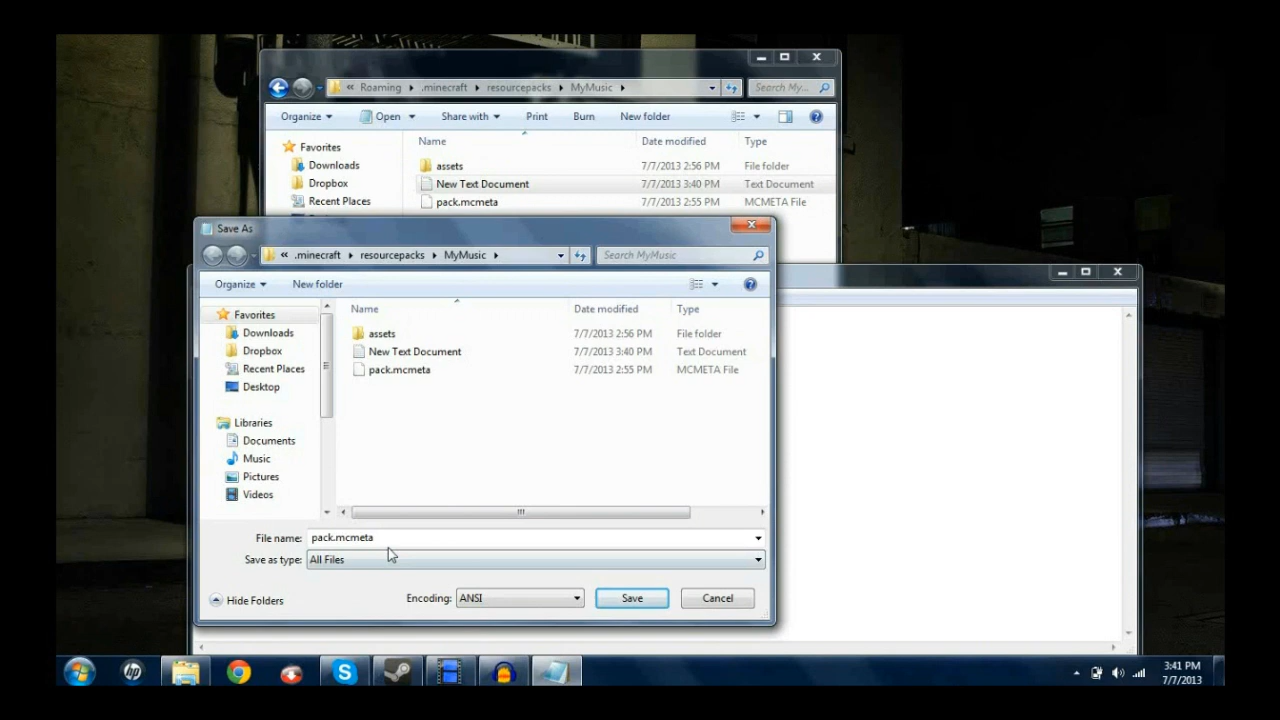 « Roaming ▸ .minecraft ▸ resourcepacks ▸ MyMusic ▸ Search My...
Organize Open Share with Print Burn New folder
Name Date modified Type
Favorites
Downloads
Dropbox
Recent Places
assets 7/7/2013 2:56 PM File folder
New Text Document 7/7/2013 3:40 PM Text Document
pack.mcmeta 7/7/2013 2:55 PM MCMETA File
Save As
« .minecraft ▸ resourcepacks ▸ MyMusic ▸ Search MyMusic
Organize New folder
Favorites
Downloads
Dropbox
Recent Places
Desktop
Libraries
Documents
Music
Pictures
Videos
Name Date modified Type
assets 7/7/2013 2:56 PM File folder
New Text Document 7/7/2013 3:40 PM Text Document
pack.mcmeta 7/7/2013 2:55 PM MCMETA File
File name: pack.mcmeta
Save as type: All Files
Hide Folders Encoding: ANSI Save Cancel
hp
3:41 PM
7/7/2013